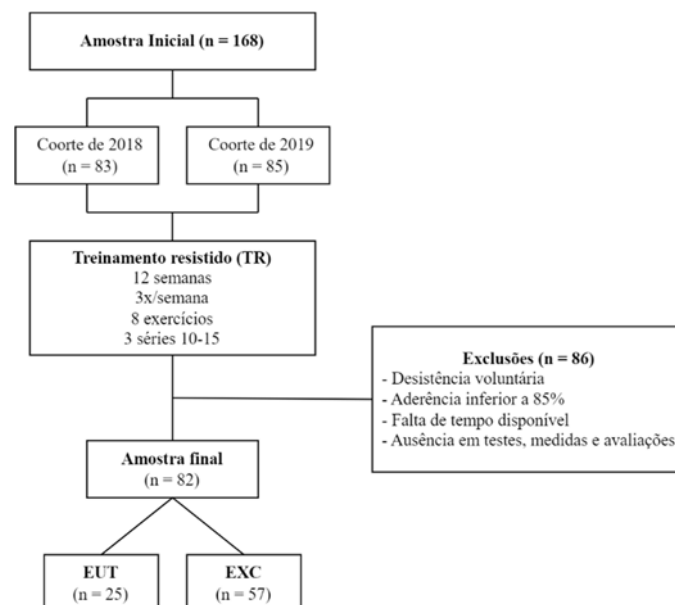 Amostra Inicial (n = 168)
Coorte de 2018
(n = 83)
Coorte de 2019
(n = 85)
Treinamento resistido (TR)
12 semanas
3x/semana
8 exercícios
3 séries 10-15
Exclusões (n = 86)
- Desistência voluntária
- Aderência inferior a 85%
- Falta de tempo disponível
- Ausência em testes, medidas e avaliações
Amostra final
(n = 82)
EUT
(n = 25)
EXC
(n = 57)